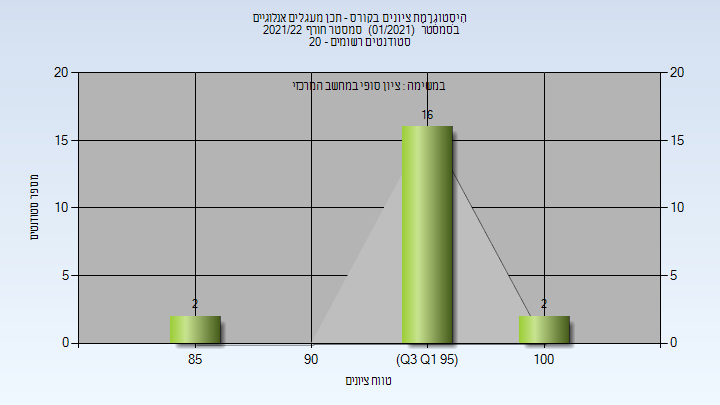 הִיסְטוֹגְרָמַת ציונים בקורס - תכן מעגלים אנלוגיים
בסמסטר (01/2021) סמסטר חורף 2021/22
סטודנטים רשומים - 20
במשימה : ציון סופי במחשב המרכזי
20 20
15 15
10 10
5 5
0 0
מספר סטודנטים
2 16 2
85 90 (Q3 Q1 95) 100
טווח ציונים